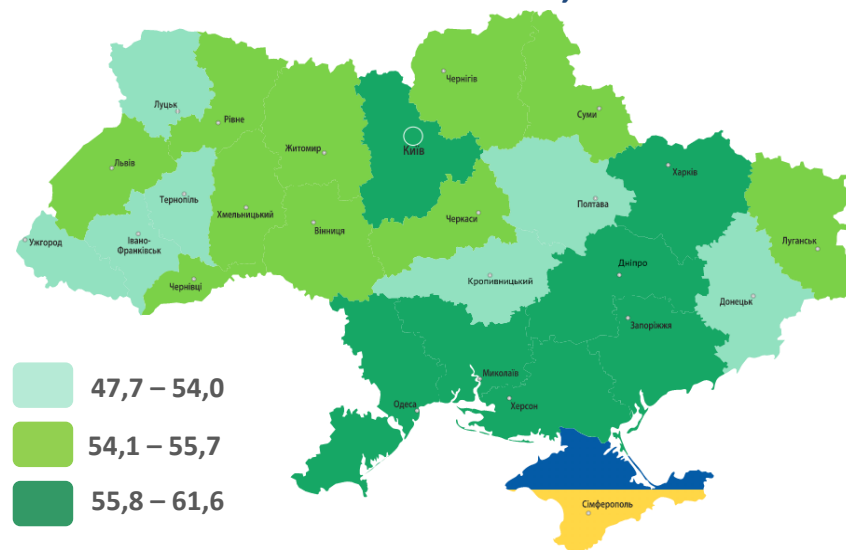 Чернігів
Луцьк
Рівне
Суми
Київ
Житомир
Львів
Харків
Тернопіль
Полтава
Хмельницький
Черкаси
Вінниця
Івано-
Франківськ
Ужгород
Луганськ
Чернівці
Кропивницький
Дніпро
Донецьк
Запоріжжя
Миколаїв
Одеса
Херсон
Сімферополь
47,7 – 54,0
54,1 – 55,7
55,8 – 61,6